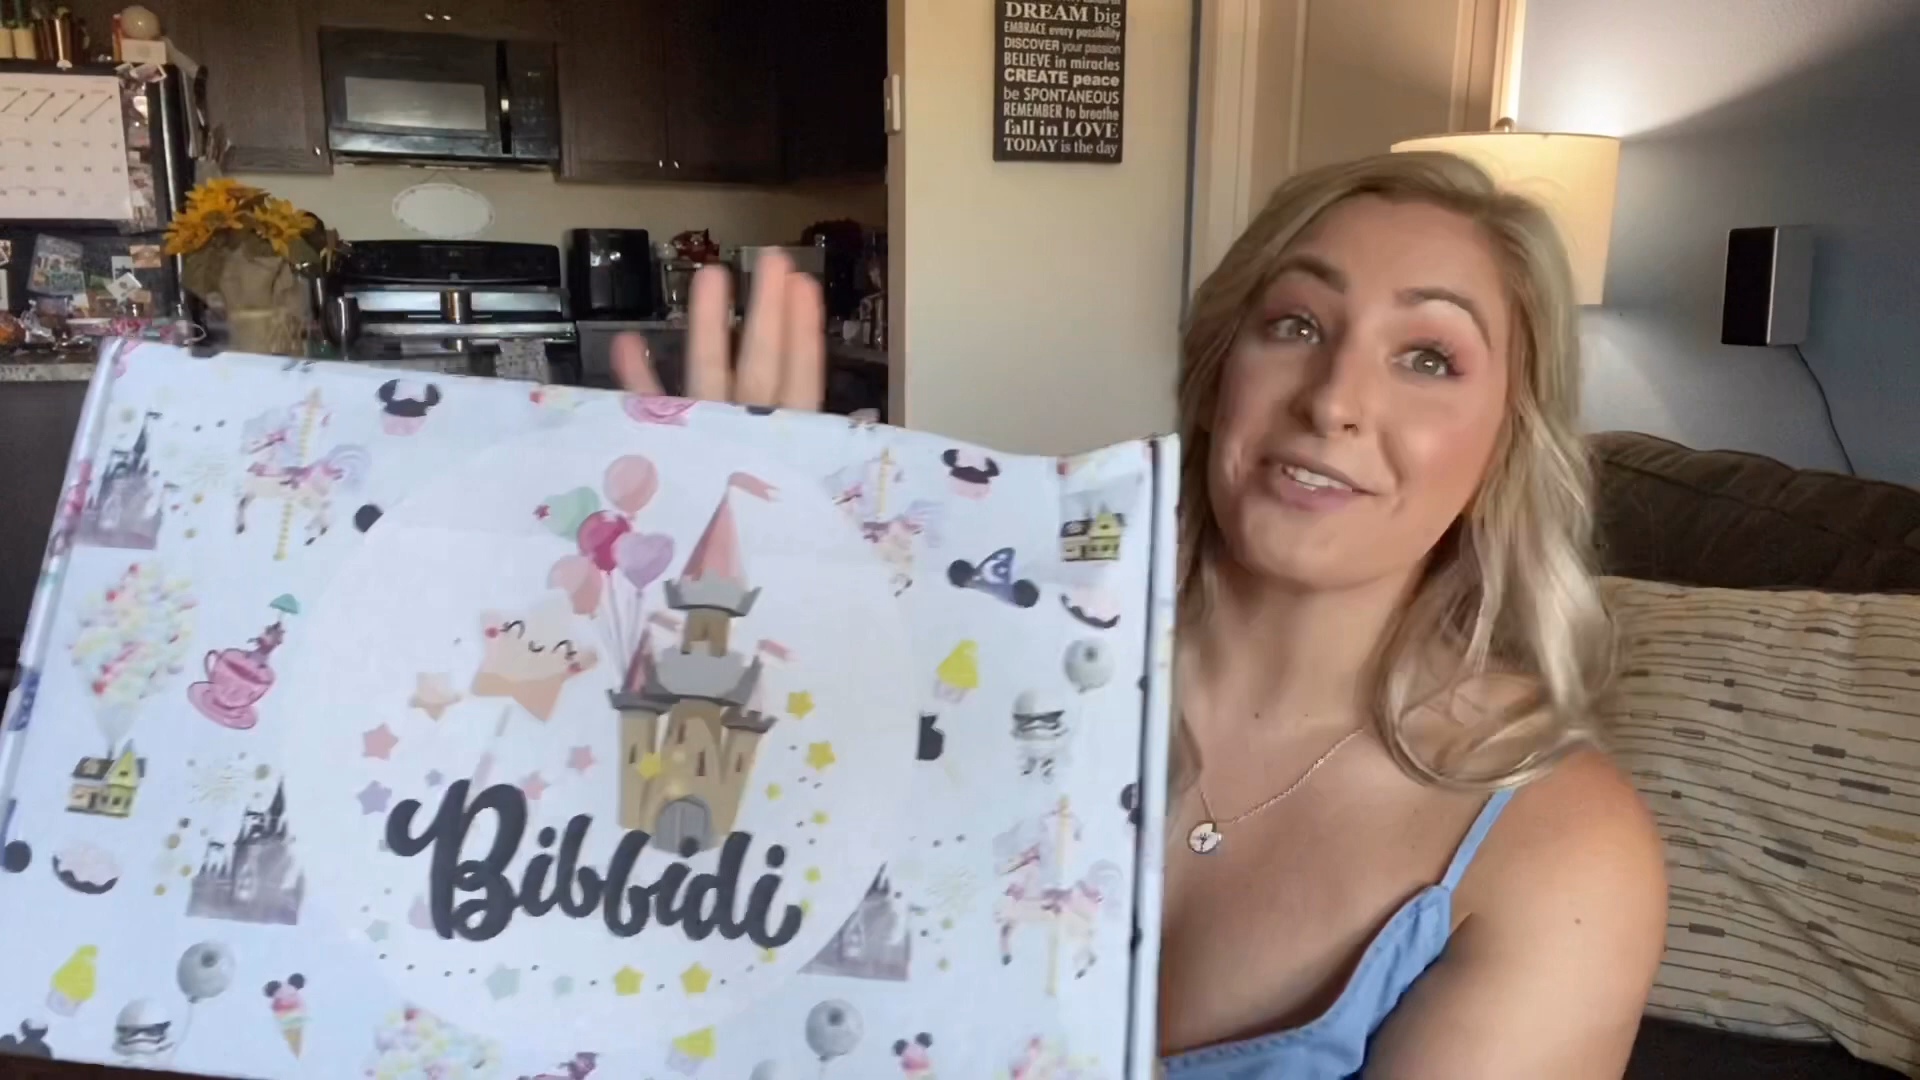 DREAM big
EMBRACE every possibility
DISCOVER your passion
BELIEVE in miracles
CREATE peace
be SPONTANEOUS
REMEMBER to breathe
fall in LOVE
TODAY is the day
Bibbidi